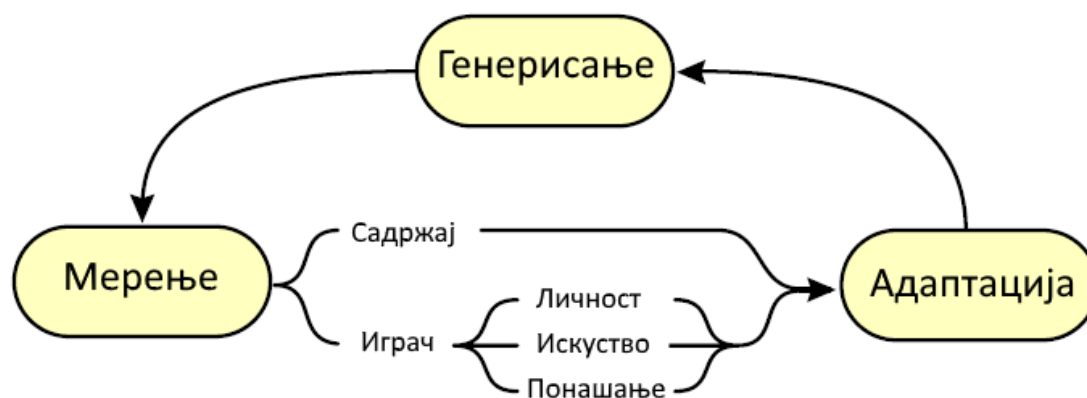 Генерисање
Мерење
Садржај
Играч
Личност
Искуство
Понашање
Адаптација